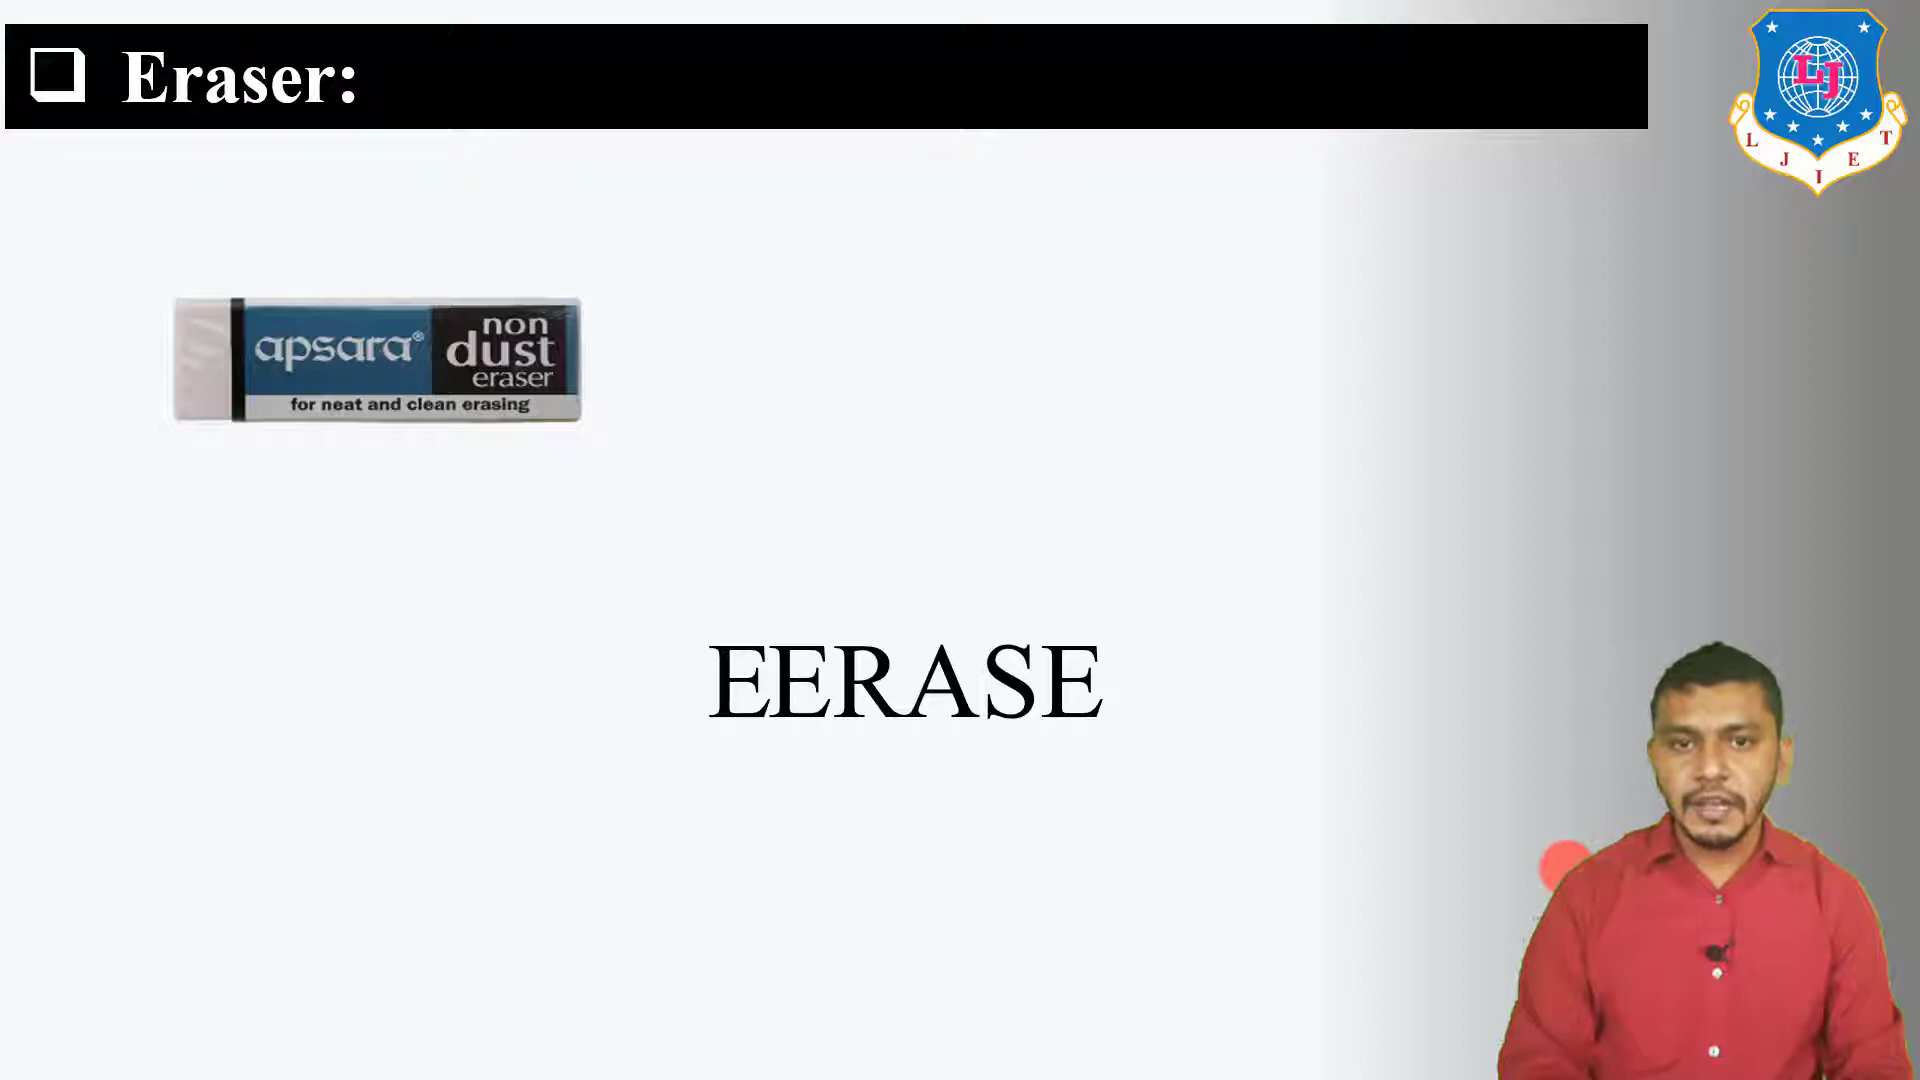 ❑ Eraser:
LJ
L J I E T
apsara®
non
dust
eraser
for neat and clean erasing
EERASE